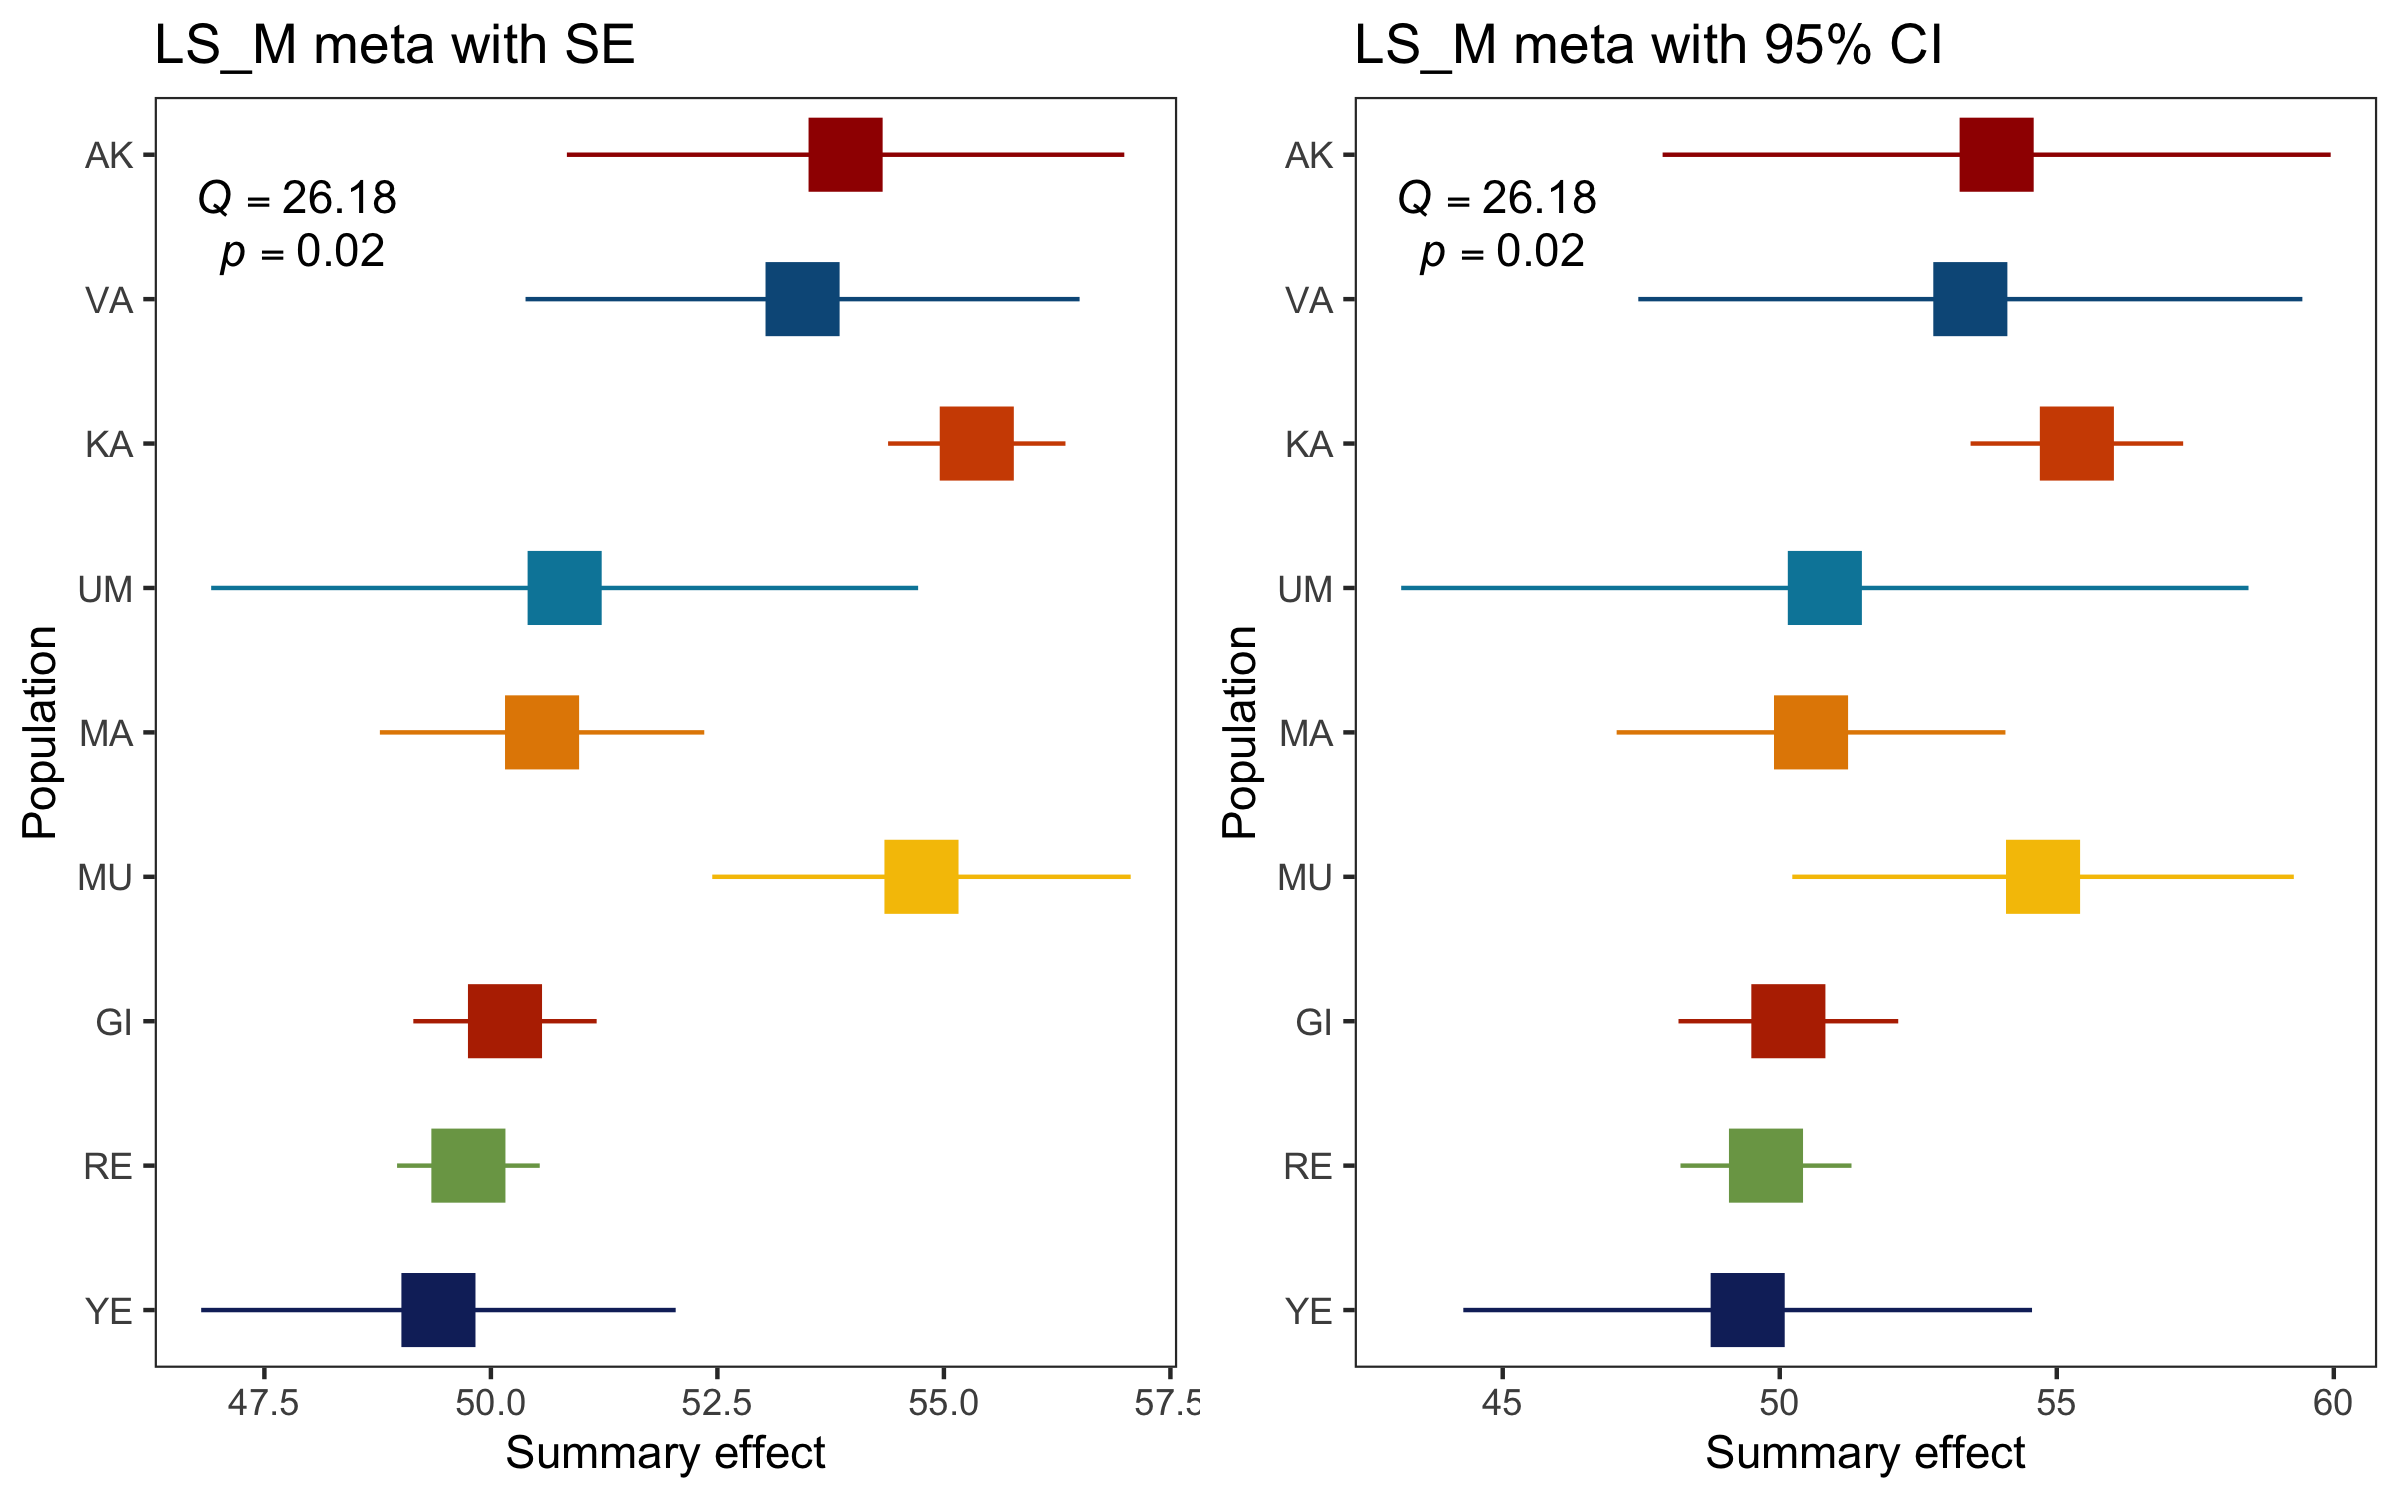 LS_M meta with SE
Q = 26.18
p = 0.02
AK
VA
KA
UM
MA
MU
GI
RE
YE
Population
47.5 50.0 52.5 55.0 57.5
Summary effect
LS_M meta with 95% CI
Q = 26.18
p = 0.02
AK
VA
KA
UM
MA
MU
GI
RE
YE
Population
45 50 55 60
Summary effect